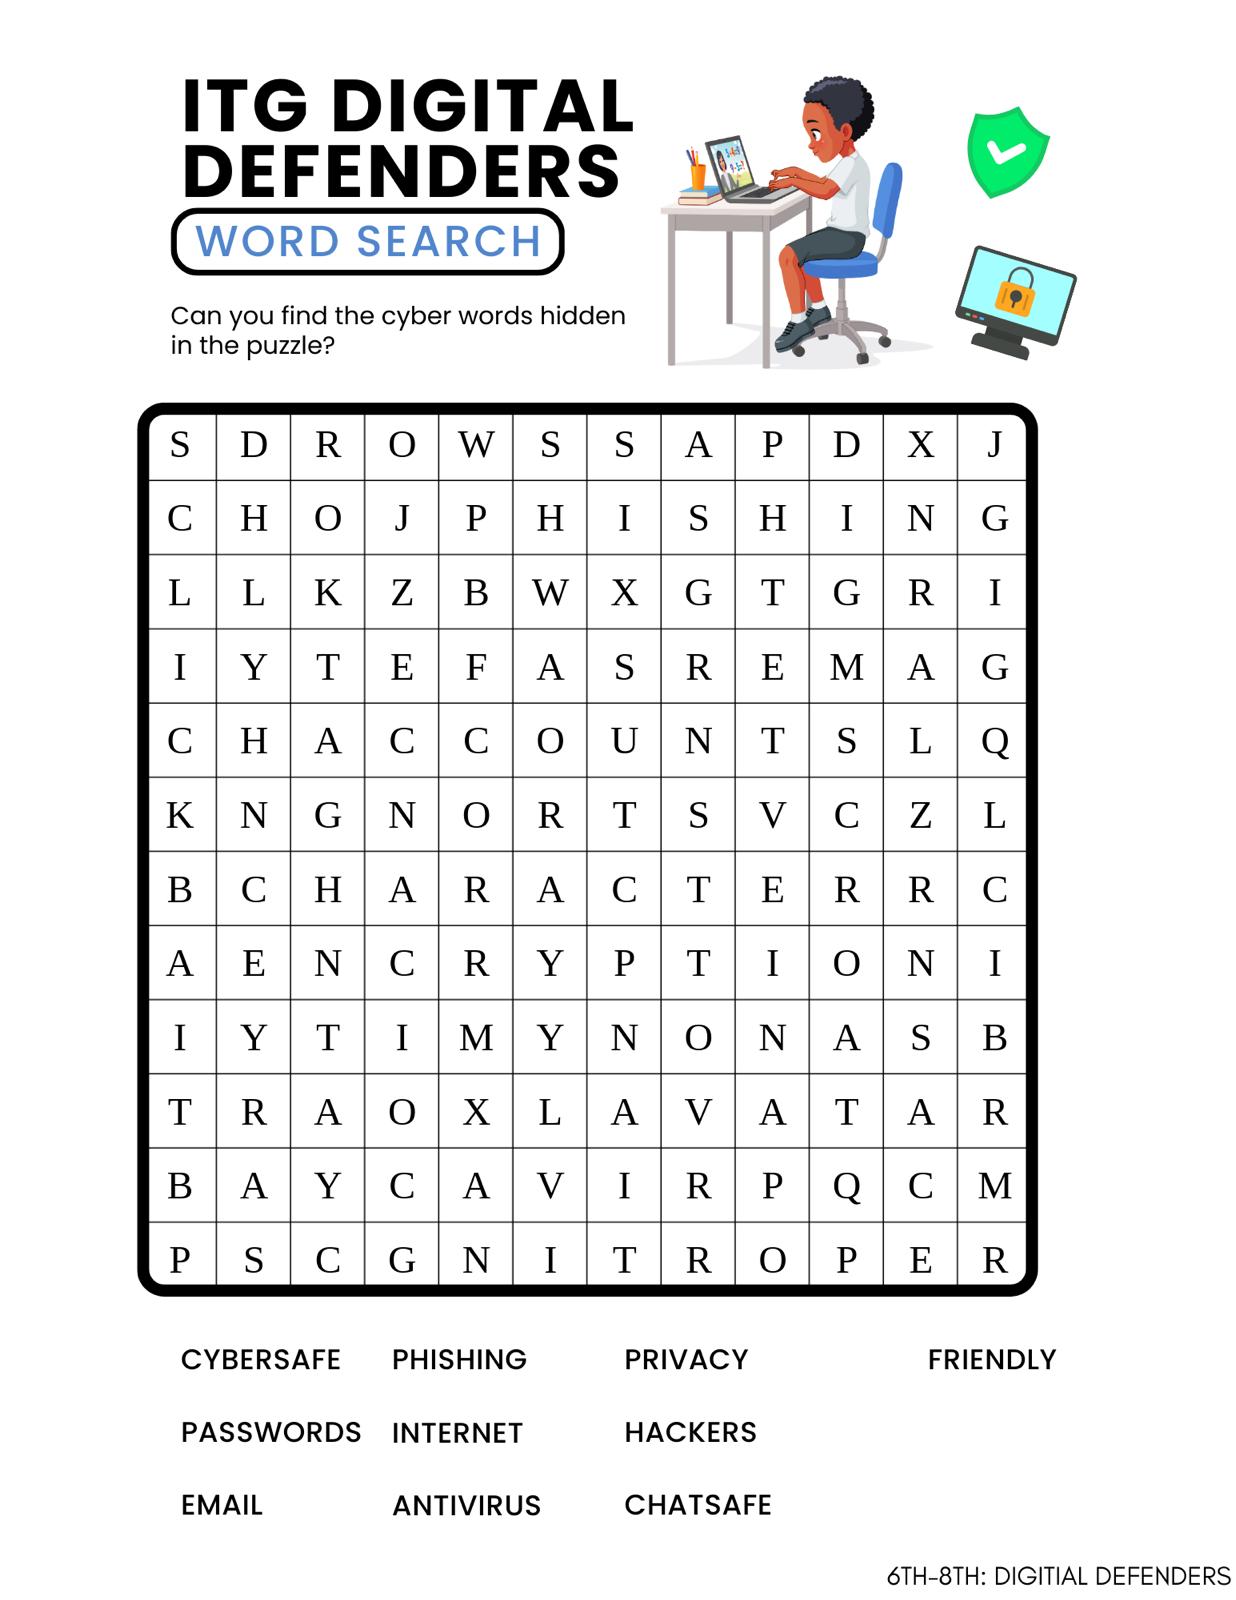 ITG DIGITAL
DEFENDERS
WORD SEARCH
Can you find the cyber words hidden
in the puzzle?
S D R O W S S A P D X J
C H O J P H I S H I N G
L L K Z B W X G T G R I
I Y T E F A S R E M A G
C H A C C O U N T S L Q
K N G N O R T S V C Z L
B C H A R A C T E R R C
A E N C R Y P T I O N I
I Y T I M Y N O N A S B
T R A O X L A V A T A R
B A Y C A V I R P Q C M
P S C G N I T R O P E R
CYBERSAFE PHISHING PRIVACY FRIENDLY
PASSWORDS INTERNET HACKERS
EMAIL ANTIVIRUS CHATSAFE
6TH-8TH: DIGITIAL DEFENDERS